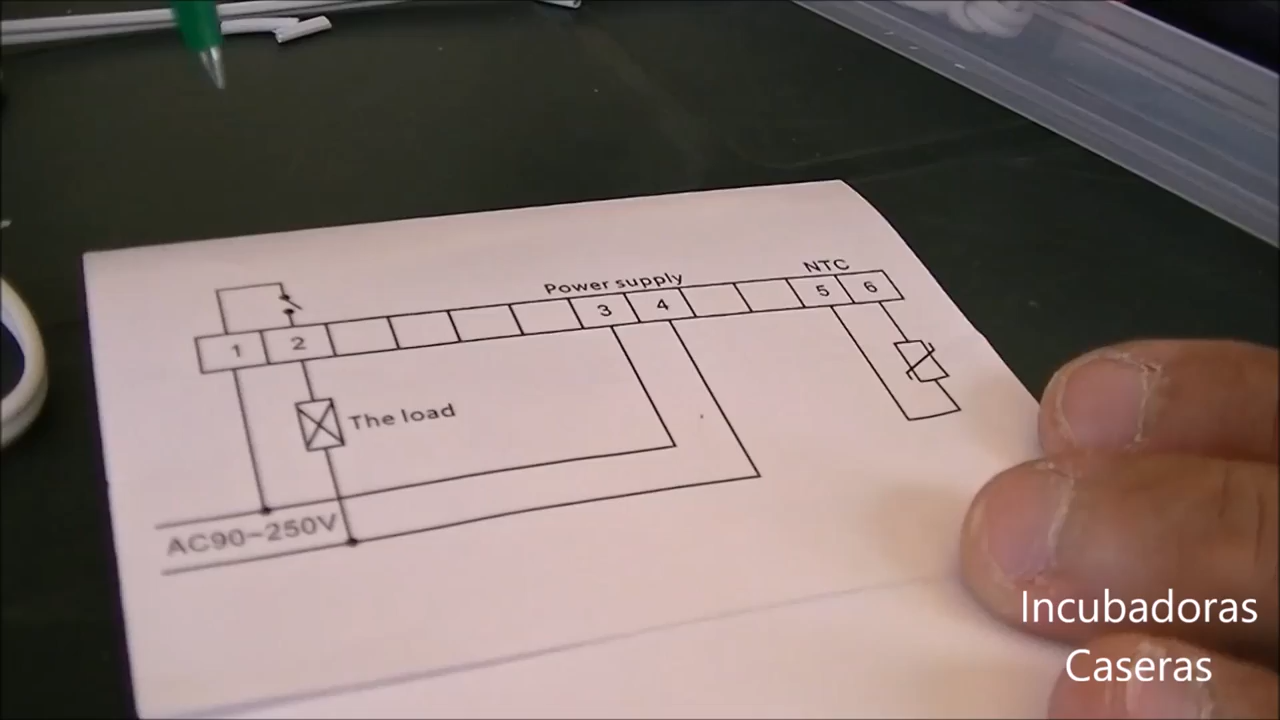 Power supply
NTC
1
2
3
4
5
6
The load
AC90~250V
Incubadoras
Caseras